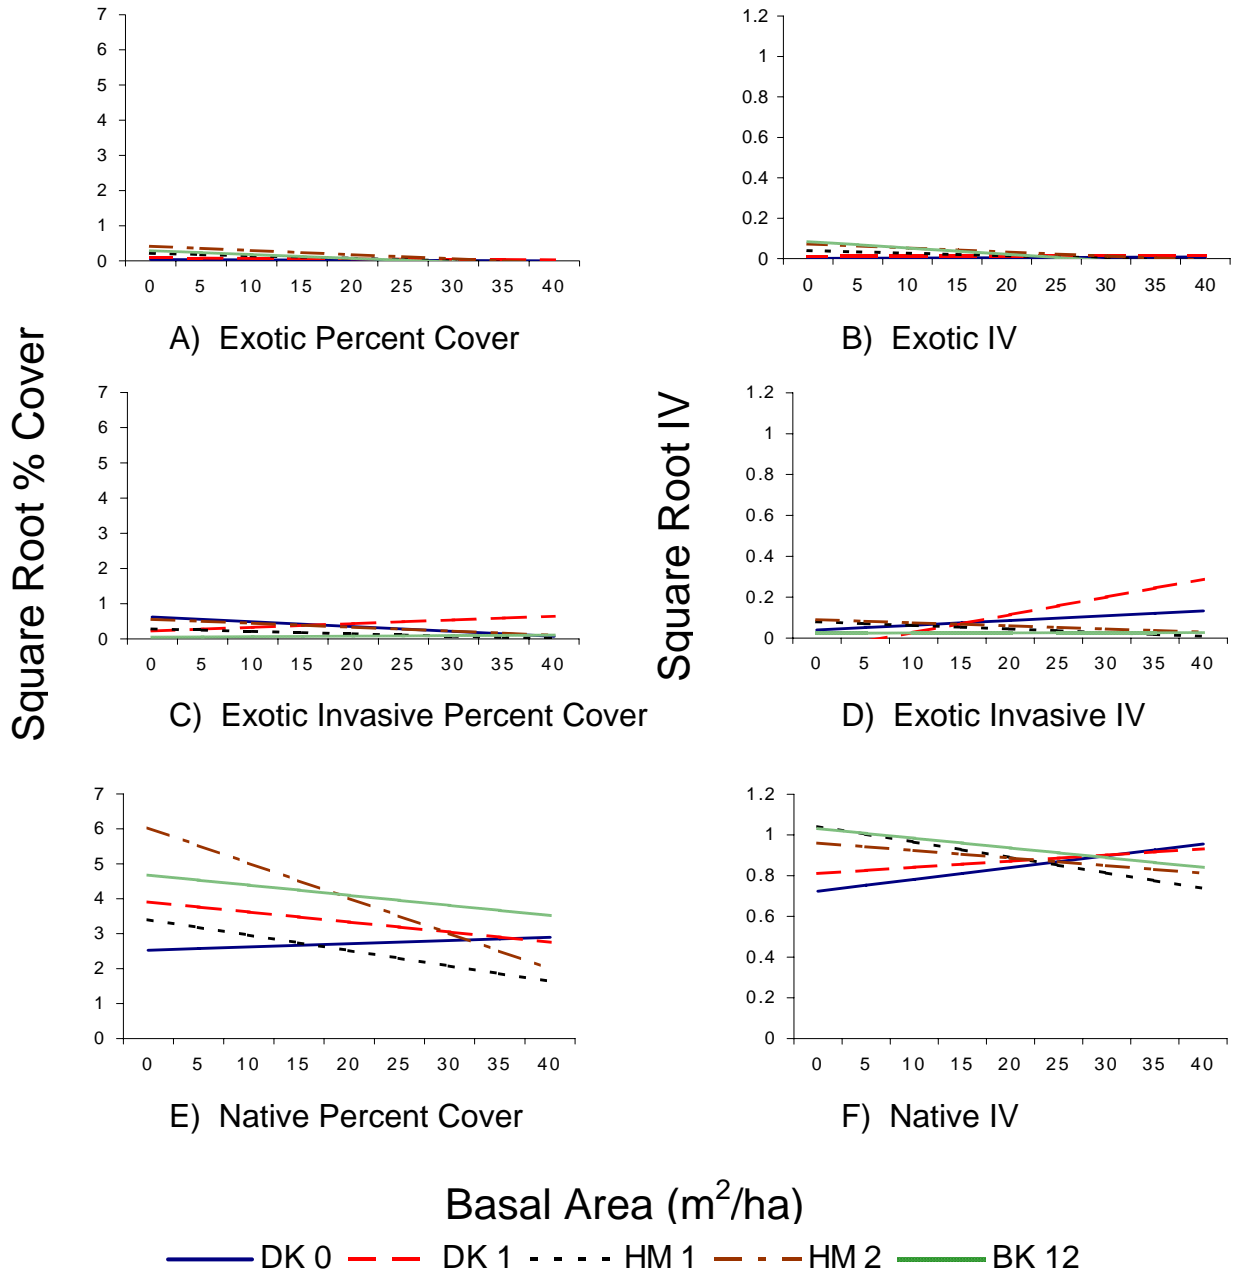 7
6
5
4
3
2
1
0
0 5 10 15 20 25 30 35 40
A) Exotic Percent Cover
1.2
1
0.8
0.6
0.4
0.2
0
0 5 10 15 20 25 30 35 40
B) Exotic IV
Square Root % Cover
7
6
5
4
3
2
1
0
0 5 10 15 20 25 30 35 40
C) Exotic Invasive Percent Cover
Square Root IV
1.2
1
0.8
0.6
0.4
0.2
0
0 5 10 15 20 25 30 35 40
D) Exotic Invasive IV
7
6
5
4
3
2
1
0
0 5 10 15 20 25 30 35 40
E) Native Percent Cover
1.2
1
0.8
0.6
0.4
0.2
0
0 5 10 15 20 25 30 35 40
F) Native IV
Basal Area (m²/ha)
DK 0 DK 1 HM 1 HM 2 BK 12